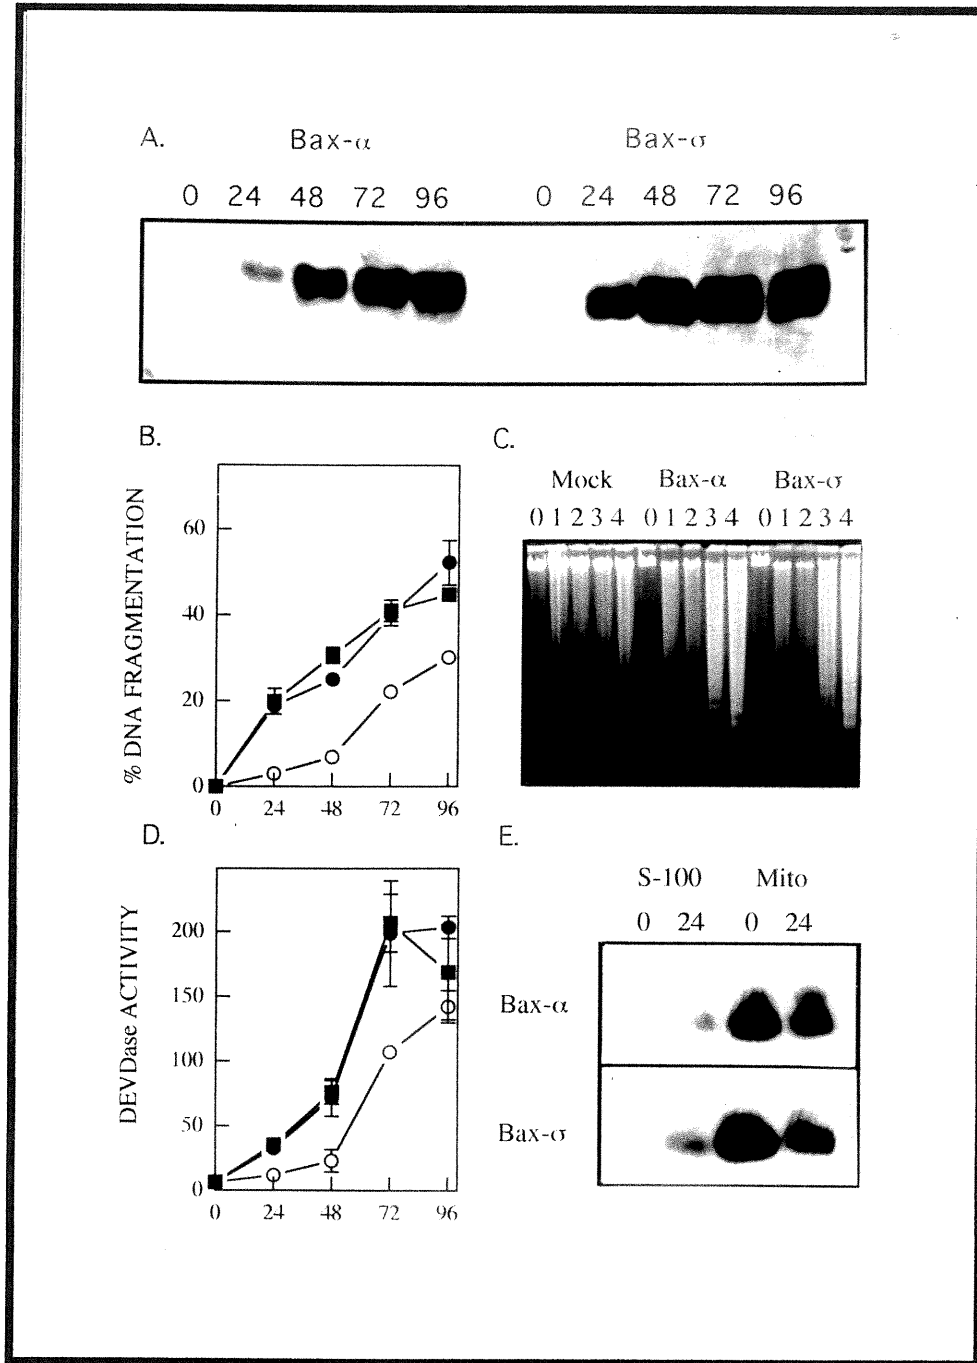 A.
Bax-α Bax-σ
0 24 48 72 96 0 24 48 72 96
B.
% DNA FRAGMENTATION
60
40
20
0
0 24 48 72 96
C.
Mock Bax-α Bax-σ
0 1 2 3 4 0 1 2 3 4 0 1 2 3 4
D.
DEVDase ACTIVITY
200
150
100
50
0
0 24 48 72 96
E.
S-100 Mito
0 24 0 24
Bax-α
Bax-σ